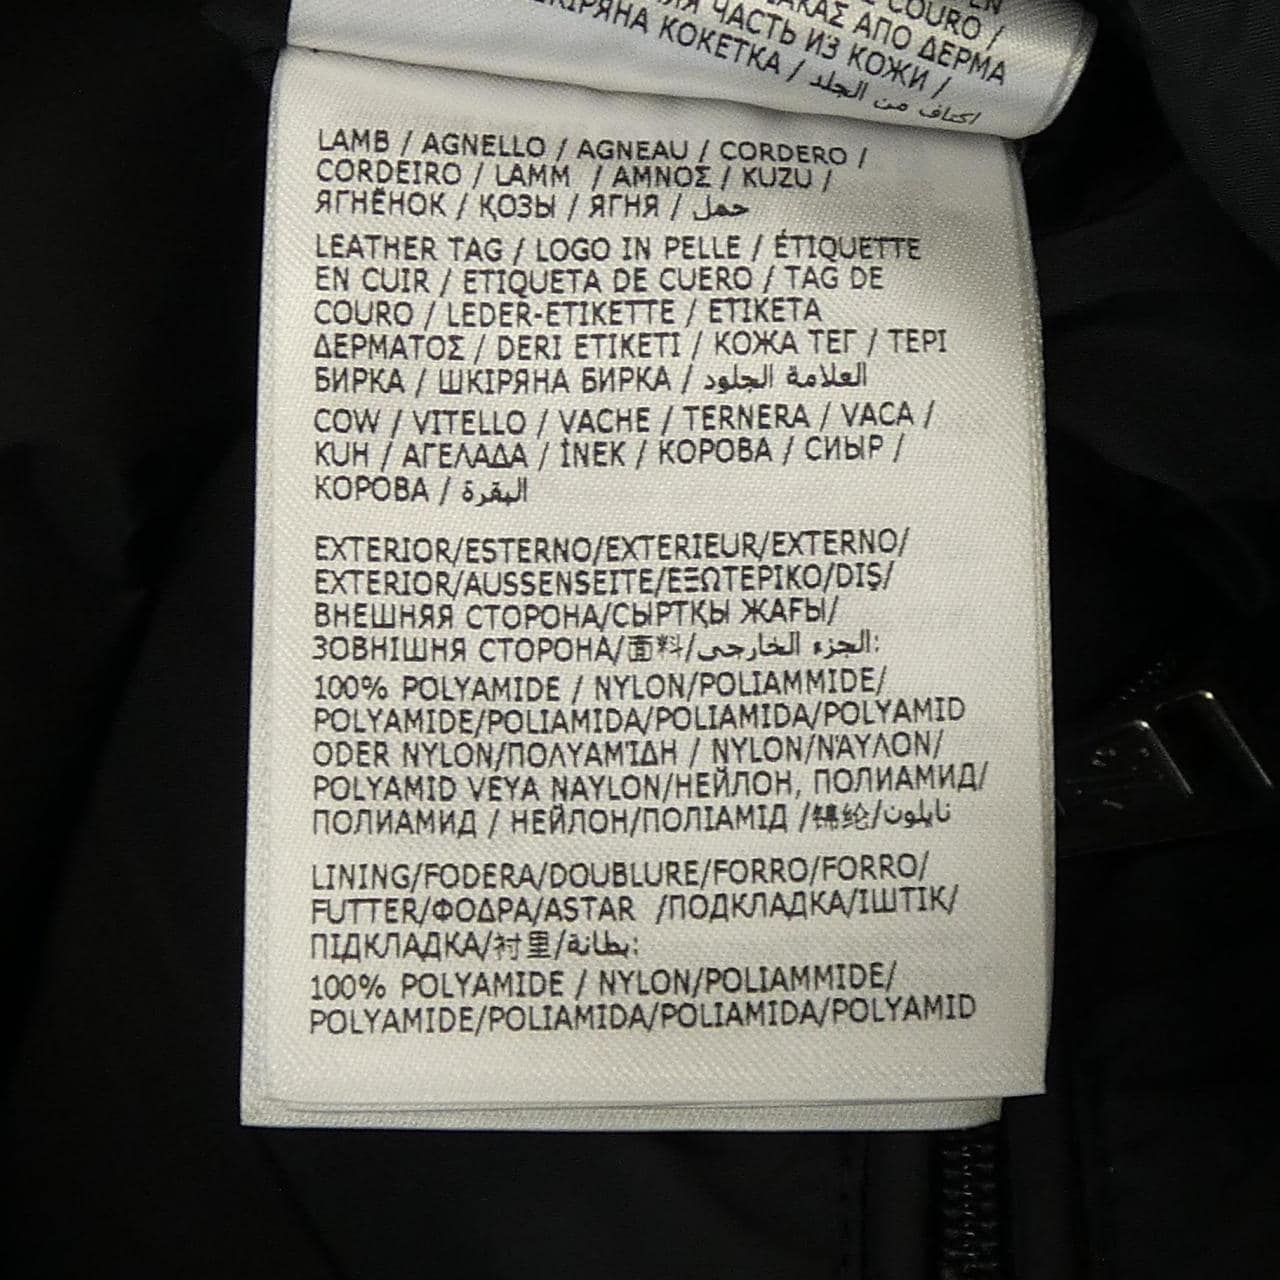 COURO /
ΑΠΟ ΔΕΡΜΑ
ЧАСТЬ ИЗ КОЖИ /
КОКЕТКА / اكتاف من الجلد
LAMB / AGNELLO / AGNEAU / CORDERO /
CORDEIRO / LAMM / ΑΜΝΟΣ / KUZU /
ЯГНЁНОК / ҚОЗЫ / ЯГНЯ / حمل
LEATHER TAG / LOGO IN PELLE / ÉTIQUETTE
EN CUIR / ETIQUETA DE CUERO / TAG DE
COURO / LEDER-ETIKETTE / ETIKETA
ΔΕΡΜΑΤΟΣ / DERI ETIKETI / КОЖА ТЕГ / ТЕРІ
БИРКА / ШКІРЯНА БИРКА / العلامة الجلود
COW / VITELLO / VACHE / TERNERA / VACA /
KUH / ΑΓΕΛΑΔΑ / İNEK / КОРОВА / СИЫР /
КОРОВА / البقرة
EXTERIOR/ESTERNO/EXTERIEUR/EXTERNO/
EXTERIOR/AUSSENSEITE/ΕΞΩΤΕΡΙΚΟ/DIŞ/
ВНЕШНЯЯ СТОРОНА/СЫРТҚЫ ЖАҒЫ/
ЗОВНІШНЯ СТОРОНА/面料/الجزء الخارجى:
100% POLYAMIDE / NYLON/POLIAMMIDE/
POLYAMIDE/POLIAMIDA/POLIAMIDA/POLYAMID
ODER NYLON/ΠΟΛΥΑΜΊΔΗ / NYLON/ΝΆΥΛΟΝ/
POLYAMID VEYA NAYLON/НЕЙЛОН, ПОЛИАМИД/
ПОЛИАМИД / НЕЙЛОН/ПОЛІАМІД /锦纶/نايلون
LINING/FODERA/DOUBLURE/FORRO/FORRO/
FUTTER/ΦΟΔΡΑ/ASTAR /ПОДКЛАДКА/ІШТІК/
ПІДКЛАДКА/衬里/بطانة:
100% POLYAMIDE / NYLON/POLIAMMIDE/
POLYAMIDE/POLIAMIDA/POLIAMIDA/POLYAMID